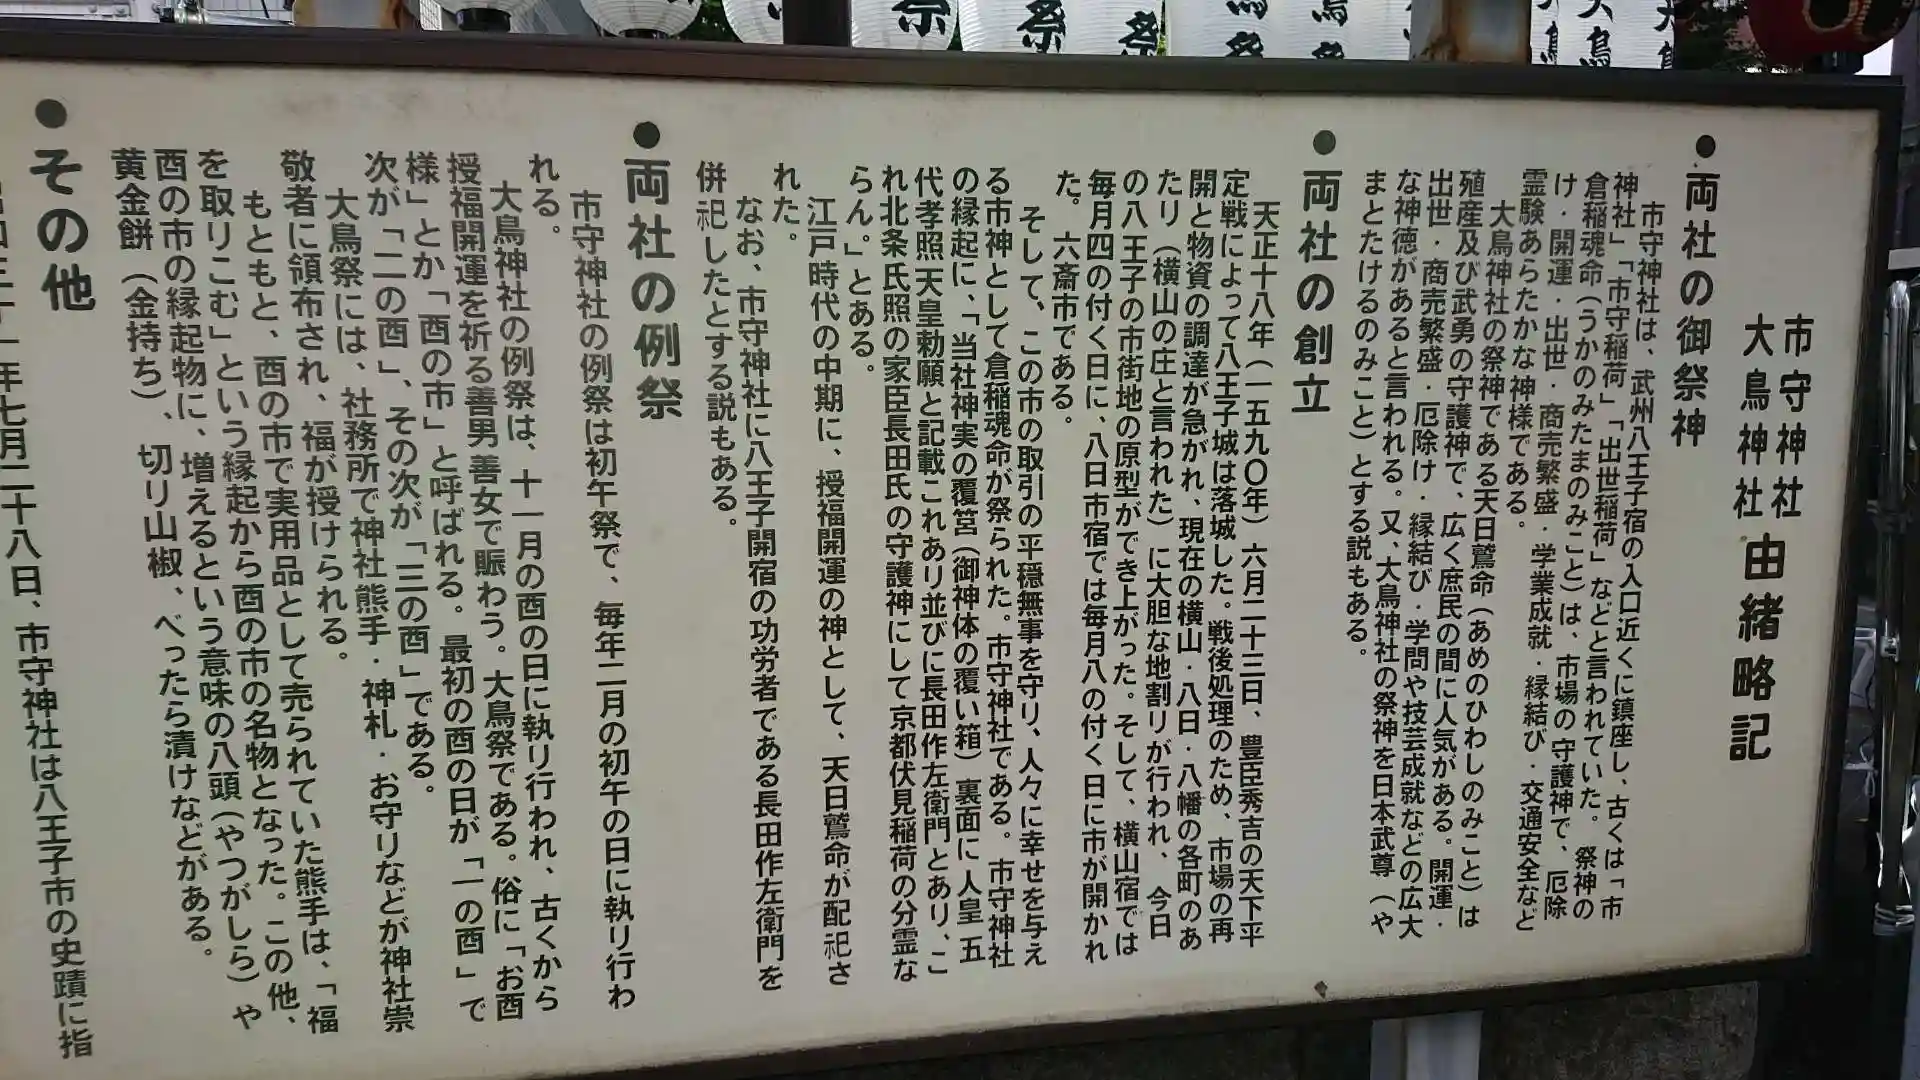 市守神社
大鳥神社
由緒略記
●両社の御祭神
市守神社は、武州八王子宿の入口近くに鎮座し、古くは「市
神社」「市守稲荷」「出世稲荷」などと言われていた。祭神の
倉稲魂命(うかのみたまのみこと)は、市場の守護神で、厄除
け・開運・出世・商売繁盛・学業成就・縁結び・交通安全など
霊験あらたかな神様である。
大鳥神社の祭神である天日鷲命(あめのひわしのみこと)は
殖産及び武勇の守護神で、広く庶民の間に人気がある。開運・
出世・商売繁盛・厄除け・縁結び・学問や技芸成就などの広大
な神徳があると言われる。又、大鳥神社の祭神を日本武尊(や
まとたけるのみこと)とする説もある。
●両社の創立
天正十八年(一五九〇年)六月二十三日、豊臣秀吉の天下平
定戦によって八王子城は落城した。戦後処理のため、市場の再
開と物資の調達が急がれ、現在の横山・八日・八幡の各町のあ
たり(横山の庄と言われた)に大胆な地割りが行われ、今日
の八王子の市街地の原型ができ上がった。そして、横山宿では
毎月四の付く日に、八日市宿では毎月八の付く日に市が開かれ
た。六斎市である。
そして、この市の取引の平穏無事を守り、人々に幸せを与え
る市神として倉稲魂命が祭られた。市守神社である。市守神社
の縁起に、「当社神実の覆筥(御神体の覆い箱)裏面に人皇五
代孝照天皇勅願と記載これあり並びに長田作左衛門とあり、こ
れ北条氏照の家臣長田氏の守護神にして京都伏見稲荷の分霊な
らん。」とある。
江戸時代の中期に、授福開運の神として、天日鷲命が配祀さ
れた。
なお、市守神社に八王子開宿の功労者である長田作左衛門を
併祀したとする説もある。
●両社の例祭
市守神社の例祭は初午祭で、毎年二月の初午の日に執り行わ
れる。
大鳥神社の例祭は、十一月の酉の日に執り行われ、古くから
授福開運を祈る善男善女で賑わう。大鳥祭である。俗に「お酉
様」とか「酉の市」と呼ばれる。最初の酉の日が「一の酉」で
次が「二の酉」、その次が「三の酉」である。
大鳥祭には、社務所で神社熊手・神札・お守りなどが神社崇
敬者に頒布され、福が授けられる。
もともと、酉の市で実用品として売られていた熊手は、「福
を取りこむ」という縁起から酉の市の名物となった。この他、
酉の市の縁起物に、増えるという意味の八頭(やつがしら)や
黄金餅(金持ち)、切り山椒、べったら漬けなどがある。
●その他
年七月二十八日、市守神社は八王子市の史蹟に指